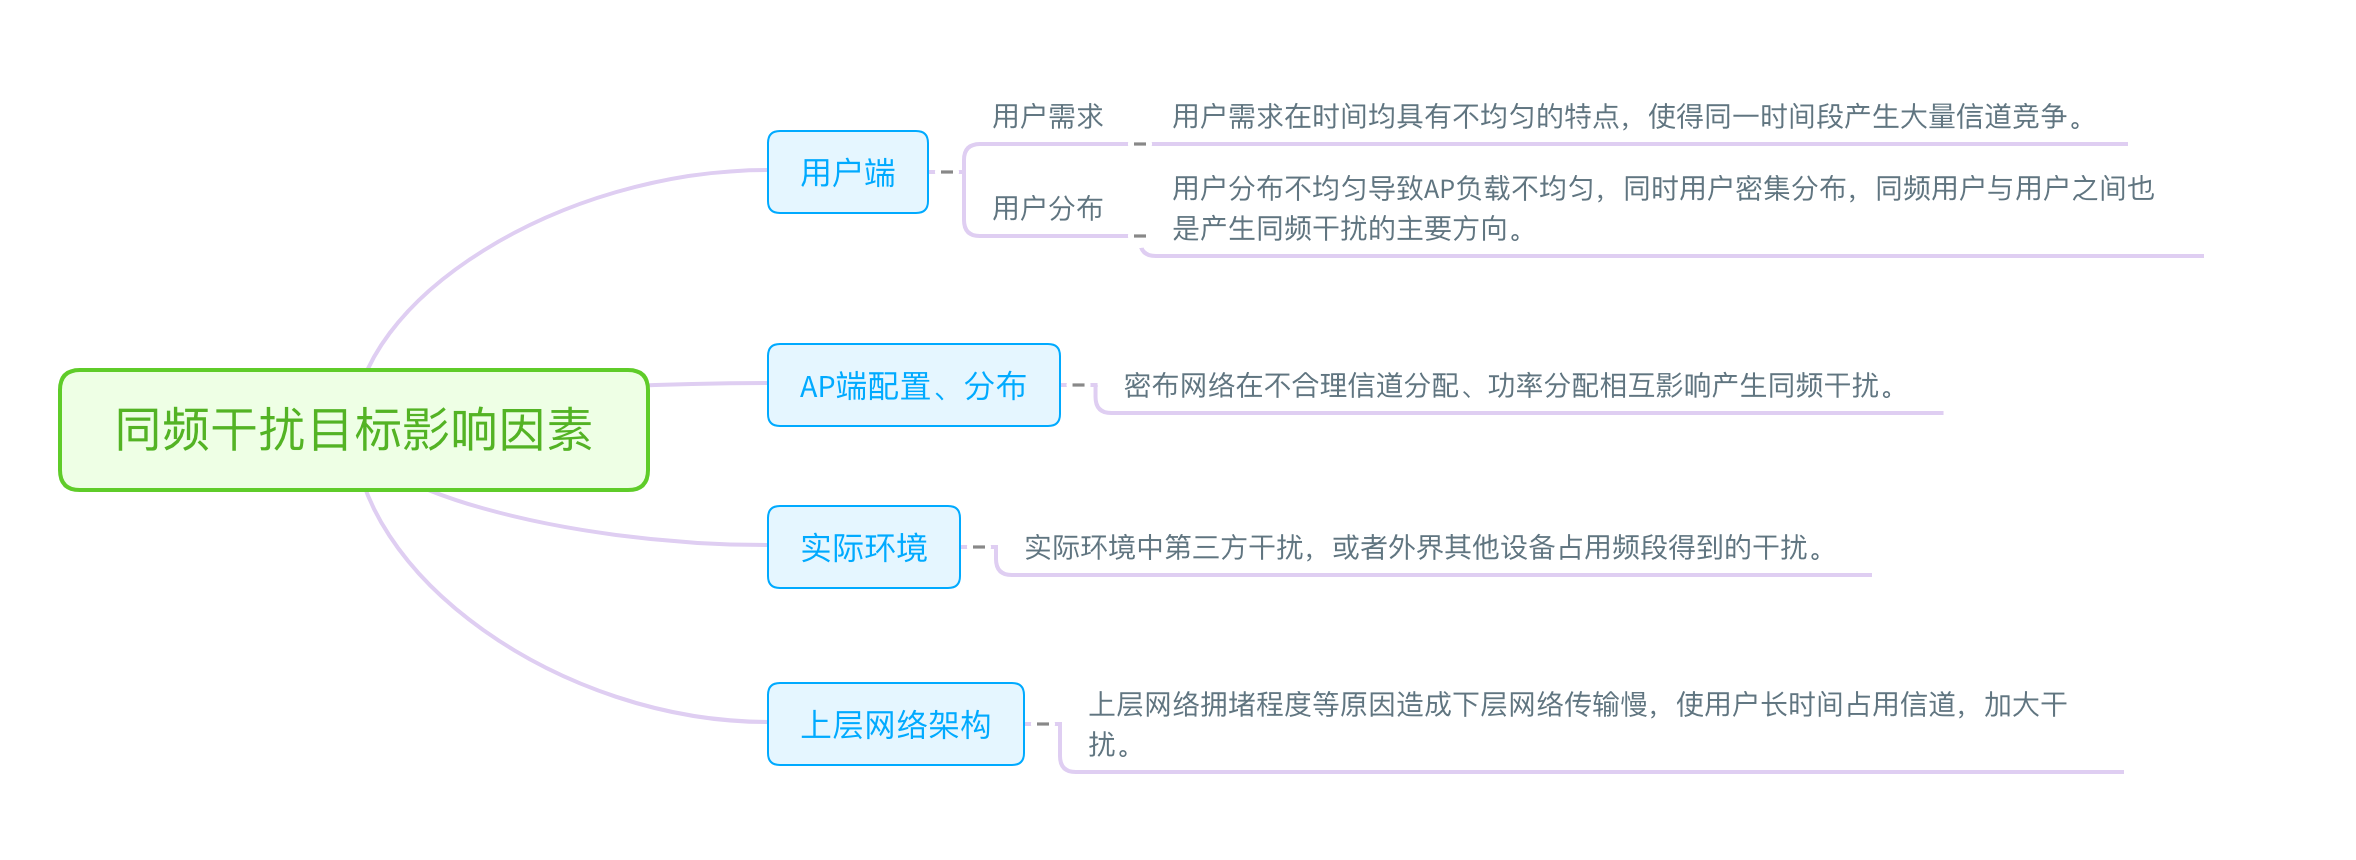 同频干扰目标影响因素
用户端
用户需求
用户需求在时间均具有不均匀的特点，使得同一时间段产生大量信道竞争。
用户分布
用户分布不均匀导致AP负载不均匀，同时用户密集分布，同频用户与用户之间也
是产生同频干扰的主要方向。
AP端配置、分布
密布网络在不合理信道分配、功率分配相互影响产生同频干扰。
实际环境
实际环境中第三方干扰，或者外界其他设备占用频段得到的干扰。
上层网络架构
上层网络拥堵程度等原因造成下层网络传输慢，使用户长时间占用信道，加大干
扰。